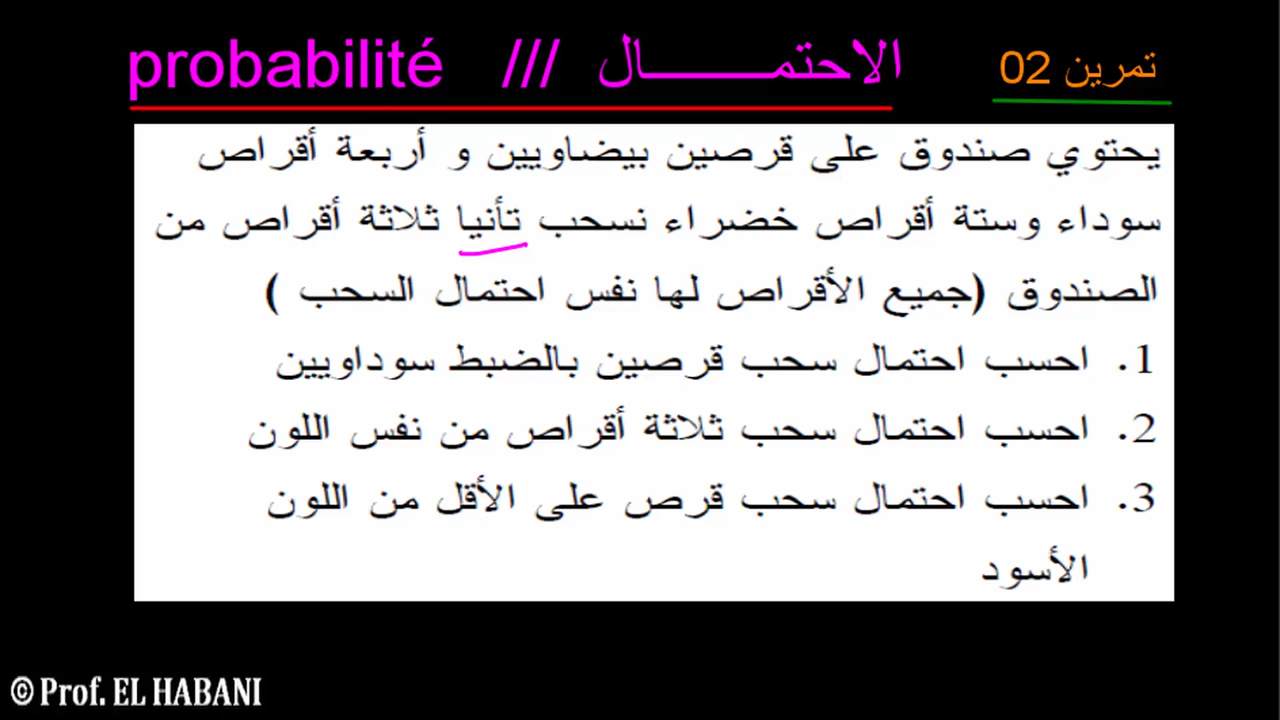 probabilité /// الاحتمـــــــال
تمرين 02
يحتوي صندوق على قرصين بيضاويين و أربعة أقراص
سوداء وستة أقراص خضراء نسحب تأنيا ثلاثة أقراص من
الصندوق (جميع الأقراص لها نفس احتمال السحب )
1. احسب احتمال سحب قرصين بالضبط سوداويين
2. احسب احتمال سحب ثلاثة أقراص من نفس اللون
3. احسب احتمال سحب قرص على الأقل من اللون
الأسود
© Prof. EL HABANI